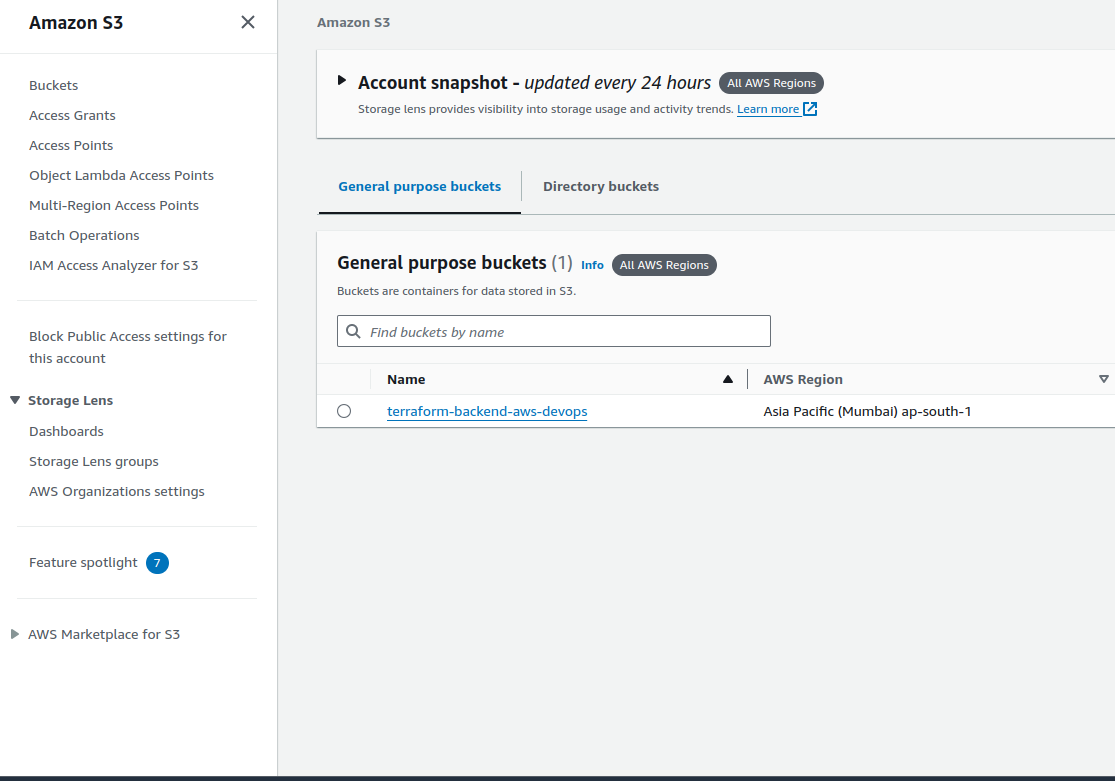 Amazon S3
Buckets
Access Grants
Access Points
Object Lambda Access Points
Multi-Region Access Points
Batch Operations
IAM Access Analyzer for S3
Block Public Access settings for
this account
Storage Lens
Dashboards
Storage Lens groups
AWS Organizations settings
Feature spotlight 7
AWS Marketplace for S3
Amazon S3
Account snapshot - updated every 24 hours All AWS Regions
Storage lens provides visibility into storage usage and activity trends. Learn more
General purpose buckets Directory buckets
General purpose buckets (1) Info All AWS Regions
Buckets are containers for data stored in S3.
Find buckets by name
Name AWS Region
terraform-backend-aws-devops Asia Pacific (Mumbai) ap-south-1